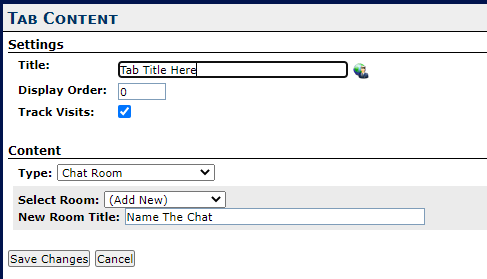 Tab Content
Settings
Title: Tab Title Here
Display Order: 0
Track Visits:
Content
Type: Chat Room
Select Room: (Add New)
New Room Title: Name The Chat
Save Changes Cancel